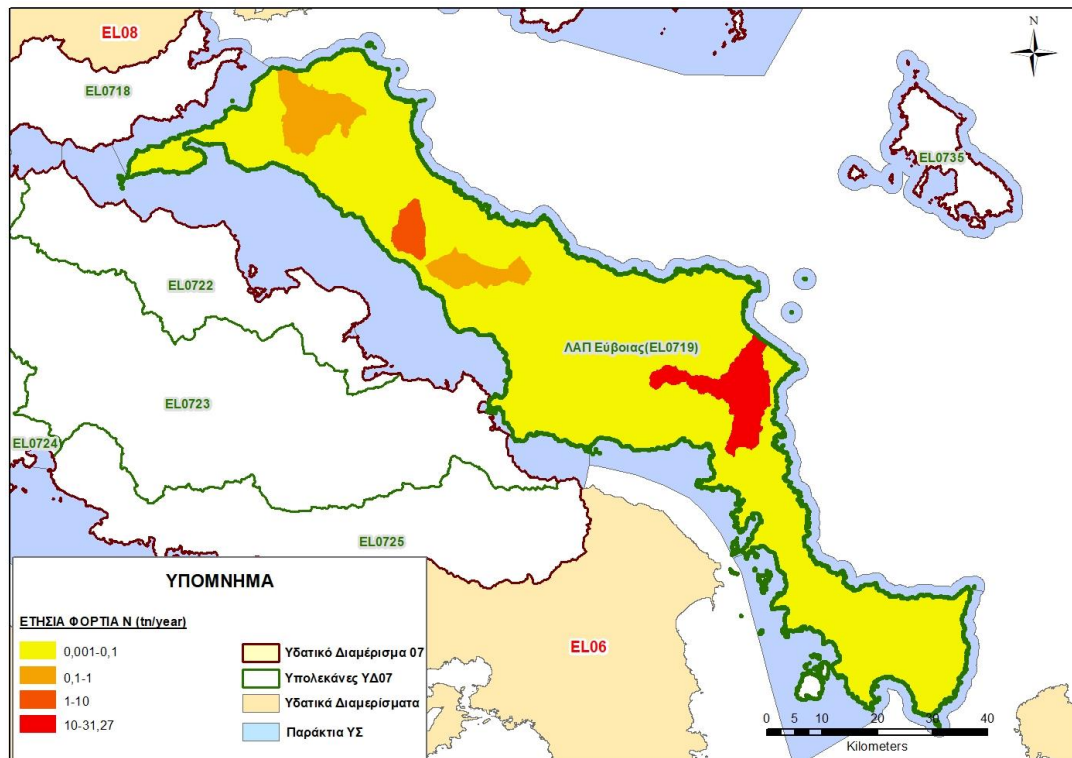 EL08
N
EL0718
EL0735
EL0722
ΛΑΠ Εύβοιας(EL0719)
EL0723
EL0724
EL0725
EL06
ΥΠΟΜΝΗΜΑ
ΕΤΗΣΙΑ ΦΟΡΤΙΑ Ν (tn/year)
0,001-0,1
0,1-1
1-10
10-31,27
Υδατικό Διαμέρισμα 07
Υπολεκάνες ΥΔ07
Υδατικά Διαμερίσματα
Παράκτια ΥΣ
0 5 10 20 30 40
Kilometers